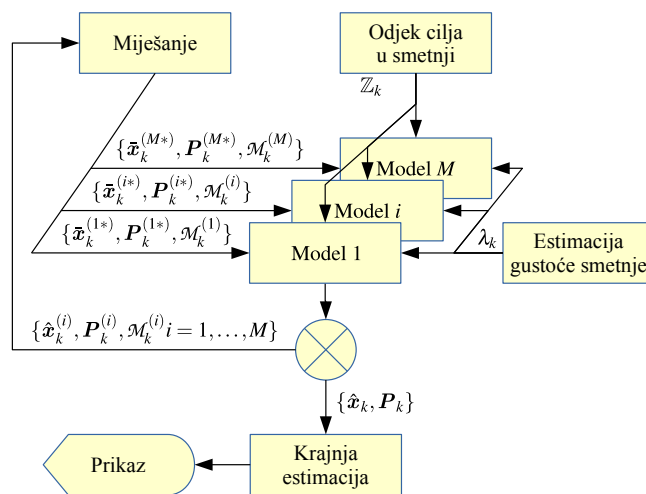 Miješanje
Odjek cilja
u smetnji
ℤ_k
{x̄_k^{(M*)}, P_k^{(M*)}, ℳ_k^{(M)}}
Model M
{x̄_k^{(i*)}, P_k^{(i*)}, ℳ_k^{(i)}}
Model i
{x̄_k^{(1*)}, P_k^{(1*)}, ℳ_k^{(1)}}
Model 1
λ_k
Estimacija
gustoće smetnje
{x̂_k^{(i)}, P_k^{(i)}, ℳ_k^{(i)} i = 1, …, M}
{x̂_k, P_k}
Prikaz
Krajnja
estimacija